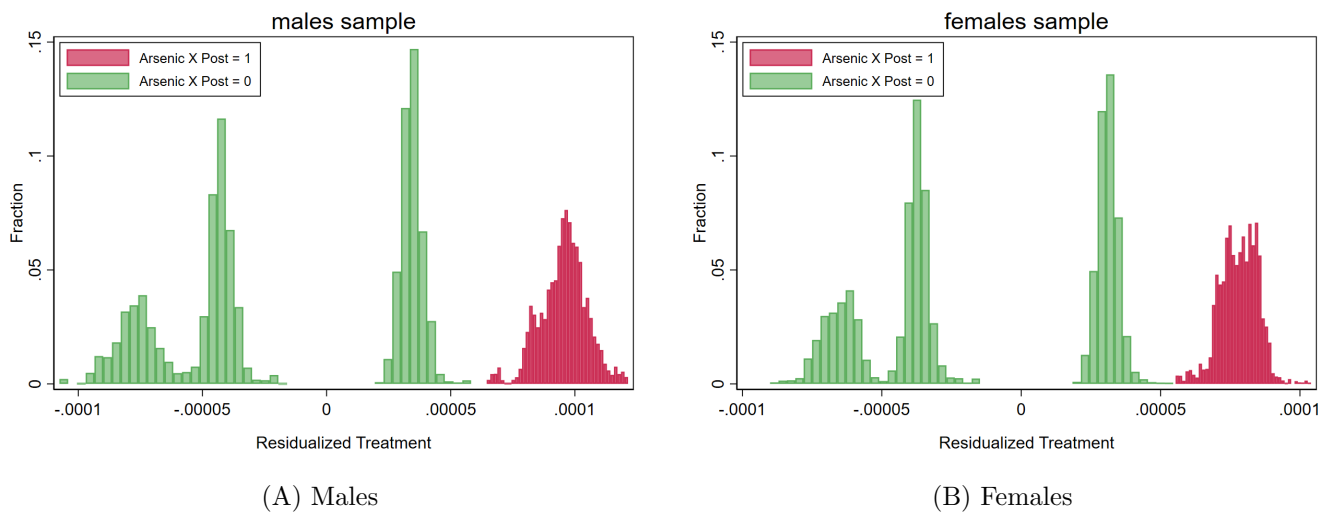 males sample
.15
.1
.05
0
Fraction
Arsenic X Post = 1
Arsenic X Post = 0
-.0001
-.00005
0
.00005
.0001
Residualized Treatment
(A) Males
females sample
.15
.1
.05
0
Fraction
Arsenic X Post = 1
Arsenic X Post = 0
-.0001
-.00005
0
.00005
.0001
Residualized Treatment
(B) Females